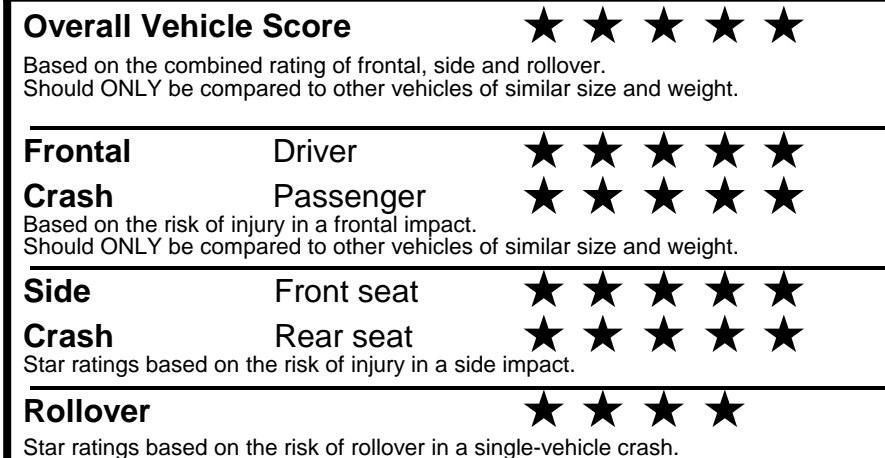 Overall Vehicle Score ★ ★ ★ ★ ★
Based on the combined rating of frontal, side and rollover.
Should ONLY be compared to other vehicles of similar size and weight.
Frontal Driver ★ ★ ★ ★ ★
Crash Passenger ★ ★ ★ ★ ★
Based on the risk of injury in a frontal impact.
Should ONLY be compared to other vehicles of similar size and weight.
Side Front seat ★ ★ ★ ★ ★
Crash Rear seat ★ ★ ★ ★ ★
Star ratings based on the risk of injury in a side impact.
Rollover ★ ★ ★ ★
Star ratings based on the risk of rollover in a single-vehicle crash.